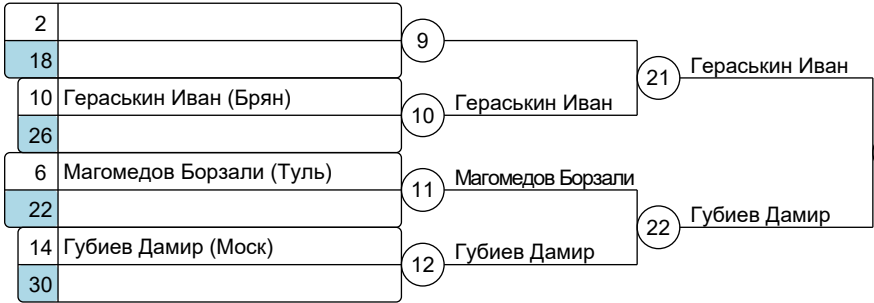 2
18
9
10 Гераськин Иван (Брян)
26
10
Гераськин Иван
21
Гераськин Иван
6 Магомедов Борзали (Туль)
22
11
Магомедов Борзали
14 Губиев Дамир (Моск)
30
12
Губиев Дамир
22
Губиев Дамир